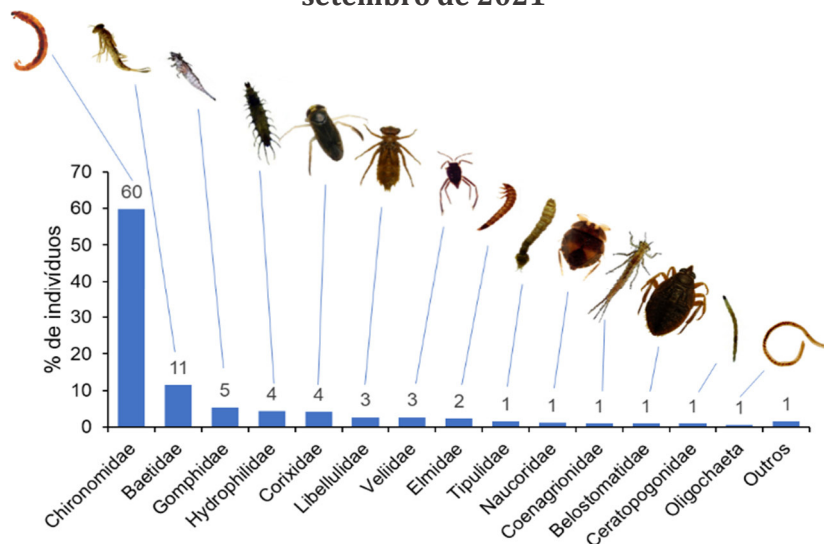 setembro de 2021
% de indivíduos
70
60
50
40
30
20
10
0
60
11
5
4
4
3
3
2
1
1
1
1
1
1
1
Chironomidae
Baetidae
Gomphidae
Hydrophilidae
Corixidae
Libellulidae
Veliidae
Elmidae
Tipulidae
Naucoridae
Coenagrionidae
Belostomatidae
Ceratopogonidae
Oligochaeta
Outros